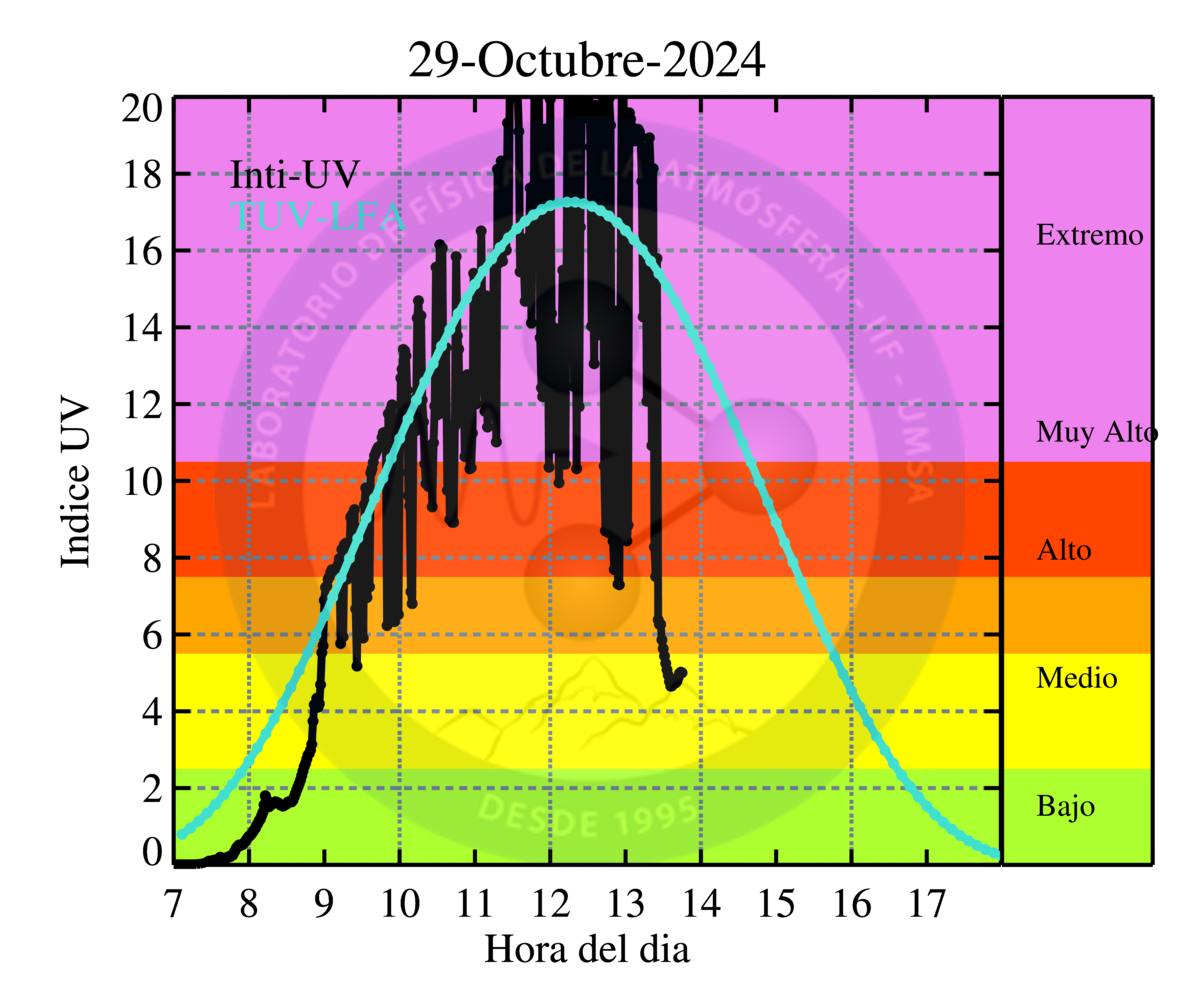 29-Octubre-2024
20
18
16
14
12
10
8
6
4
2
0
Indice UV
Inti-UV
TUV-LFA
LABORATORIO DE FÍSICA DE LA ATMÓSFERA - IIF - UMSA
DESDE 1995
Extremo
Muy Alto
Alto
Medio
Bajo
7 8 9 10 11 12 13 14 15 16 17
Hora del dia